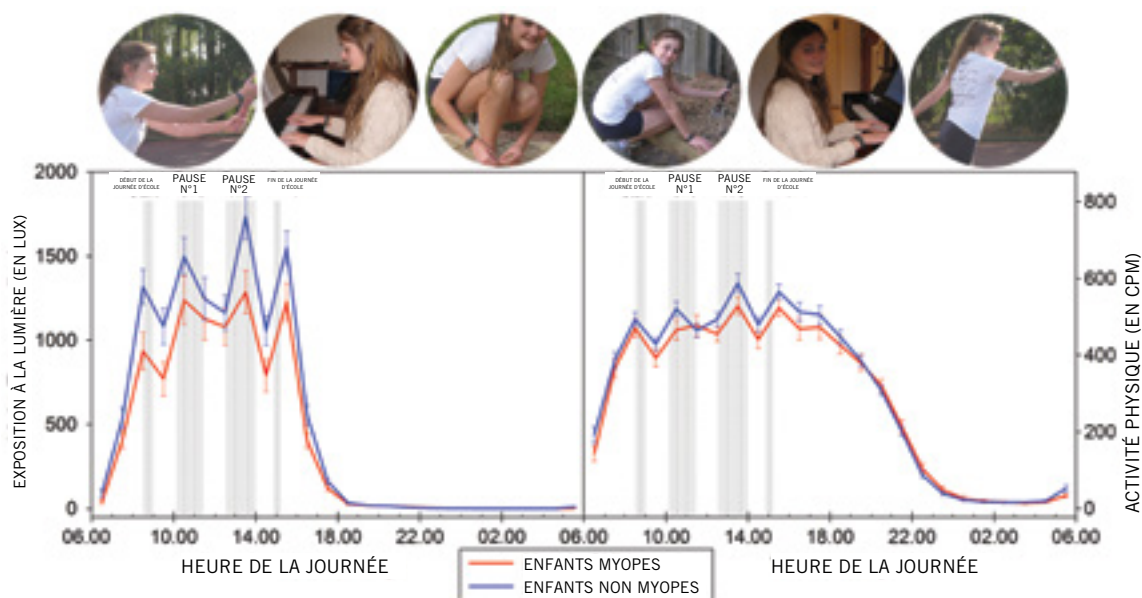 DÉBUT DE LA
JOURNÉE D'ÉCOLE
PAUSE
N°1
PAUSE
N°2
FIN DE LA JOURNÉE
D'ÉCOLE
DÉBUT DE LA
JOURNÉE D'ÉCOLE
PAUSE
N°1
PAUSE
N°2
FIN DE LA JOURNÉE
D'ÉCOLE
EXPOSITION À LA LUMIÈRE (EN LUX)
2000
1500
1000
500
0
800
600
400
200
0
ACTIVITÉ PHYSIQUE (EN CPM)
06.00 10.00 14.00 18.00 22.00 02.00 06.00 10.00 14.00 18.00 22.00 02.00 06.00
HEURE DE LA JOURNÉE
HEURE DE LA JOURNÉE
ENFANTS MYOPES
ENFANTS NON MYOPES